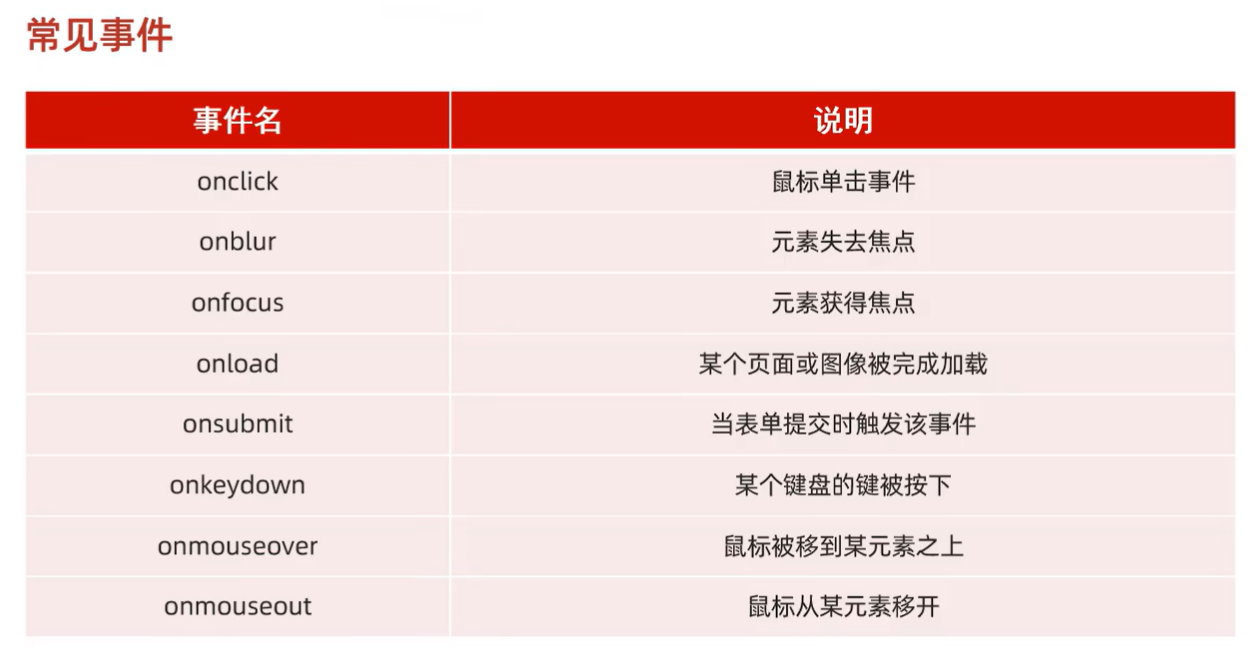 常见事件
事件名 说明
onclick 鼠标单击事件
onblur 元素失去焦点
onfocus 元素获得焦点
onload 某个页面或图像被完成加载
onsubmit 当表单提交时触发该事件
onkeydown 某个键盘的键被按下
onmouseover 鼠标被移到某元素之上
onmouseout 鼠标从某元素移开